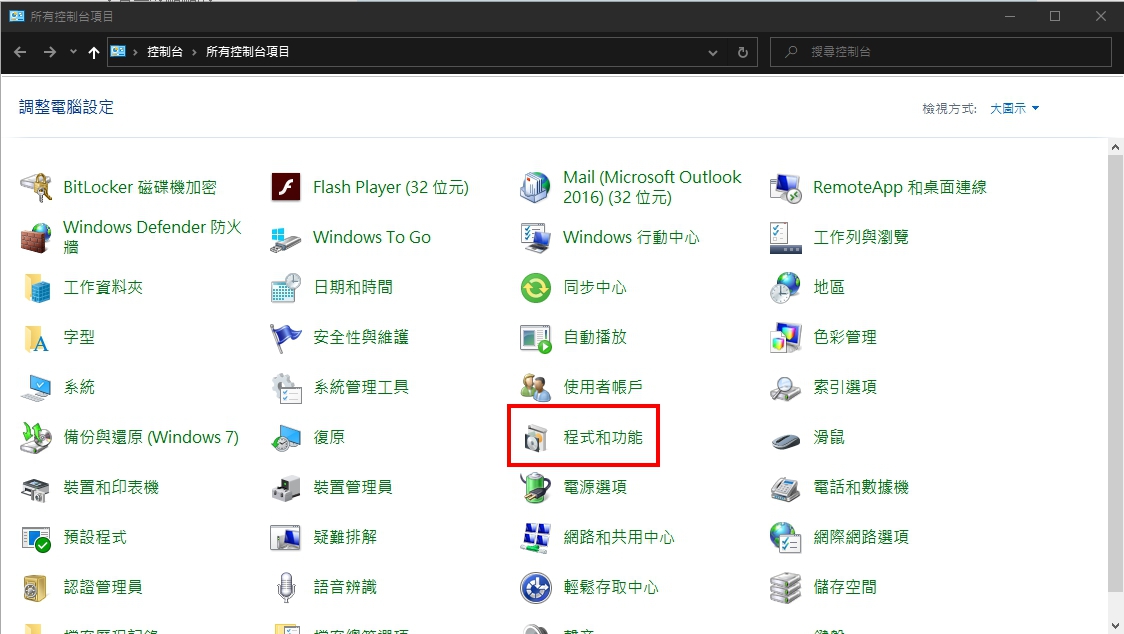 所有控制台項目
控制台 > 所有控制台項目
搜尋控制台
調整電腦設定
檢視方式: 大圖示
BitLocker 磁碟機加密
Flash Player (32 位元)
Mail (Microsoft Outlook
2016) (32 位元)
RemoteApp 和桌面連線
Windows Defender 防火
牆
Windows To Go
Windows 行動中心
工作列與瀏覽
工作資料夾
日期和時間
同步中心
地區
字型
安全性與維護
自動播放
色彩管理
系統
系統管理工具
使用者帳戶
索引選項
備份與還原 (Windows 7)
復原
程式和功能
滑鼠
裝置和印表機
裝置管理員
電源選項
電話和數據機
預設程式
疑難排解
網路和共用中心
網際網路選項
認證管理員
語音辨識
輕鬆存取中心
儲存空間